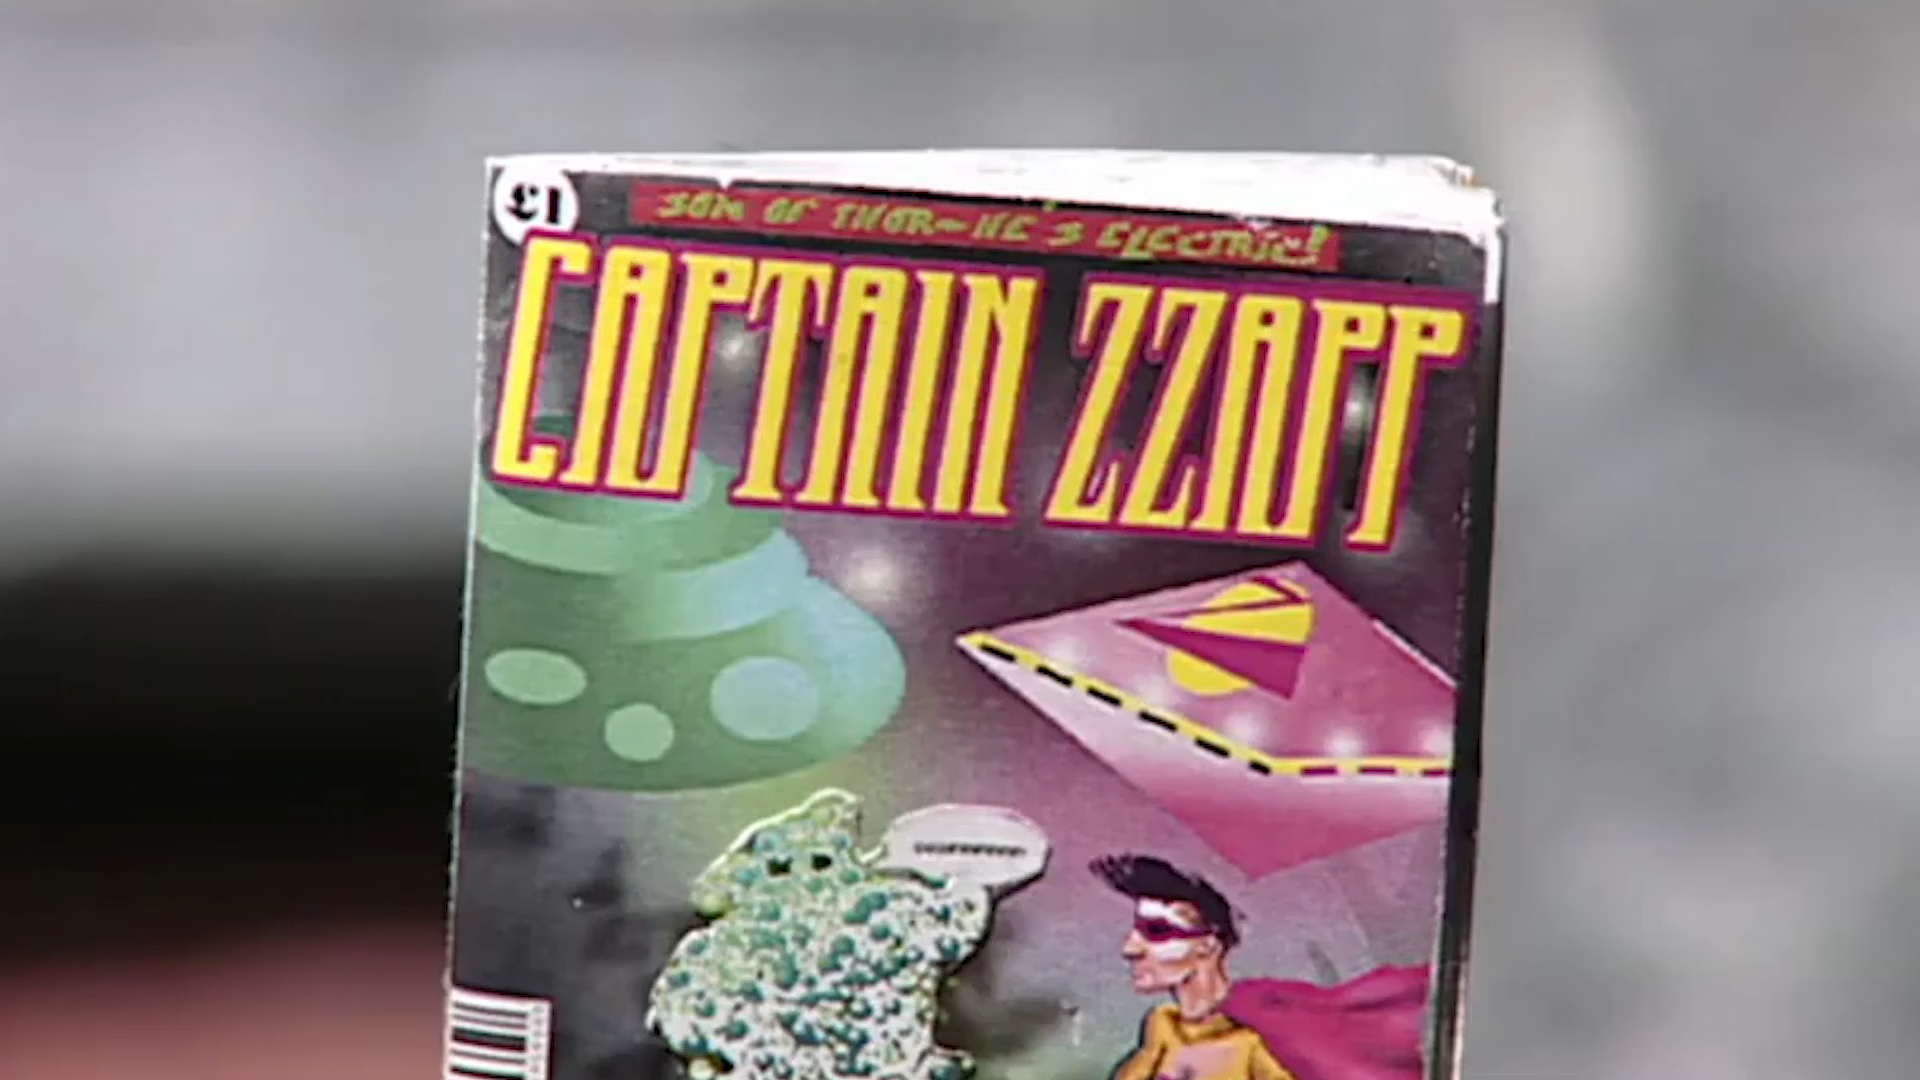 £1
SON OF THOR - HE'S ELECTRIC!
CAPTAIN ZZAPP